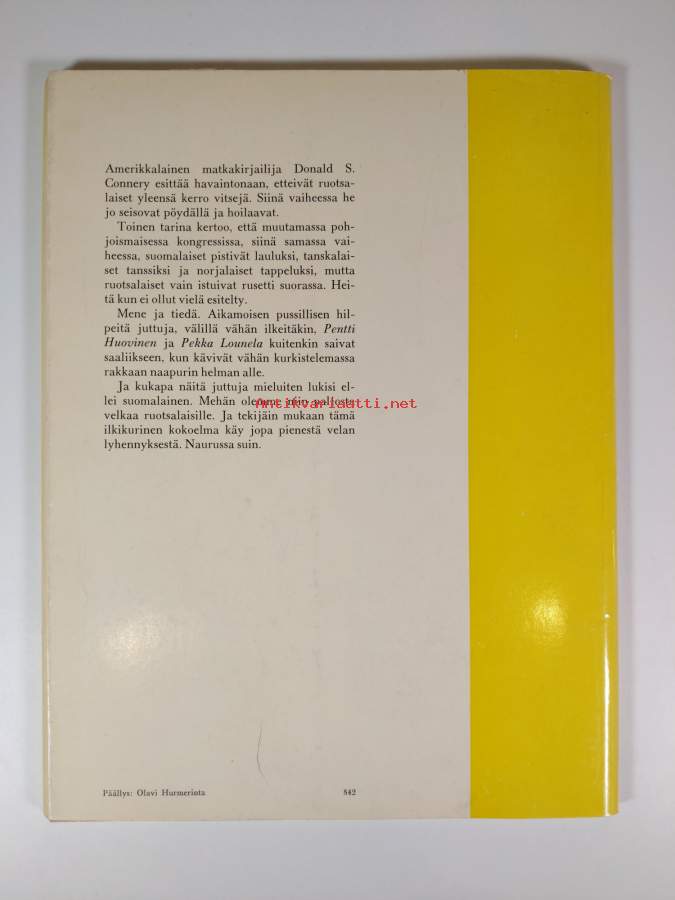 Amerikkalainen matkakirjailija Donald S.
Connery esittää havaintonaan, etteivät ruotsa-
laiset yleensä kerro vitsejä. Siinä vaiheessa he
jo seisovat pöydällä ja hoilaavat.
Toinen tarina kertoo, että muutamassa poh-
joismaisessa kongressissa, siinä samassa vai-
heessa, suomalaiset pistivät lauluksi, tanskalai-
set tanssiksi ja norjalaiset tappeluksi, mutta
ruotsalaiset vain istuivat rusetti suorassa. Hei-
tä kun ei ollut vielä esitelty.
Mene ja tiedä. Aikamoisen pussillisen hil-
peitä juttuja, välillä vähän ilkeitäkin, Pentti
Huovinen ja Pekka Lounela kuitenkin saivat
saaliikseen, kun kävivät vähän kurkistelemassa
rakkaan naapurin helman alle.
Ja kukapa näitä juttuja mieluiten lukisi el-
lei suomalainen. Mehän olemme niin paljosta
antikvariaatti.net
velkaa ruotsalaisille. Ja tekijäin mukaan tämä
ilkikurinen kokoelma käy jopa pienestä velan
lyhennyksestä. Naurussa suin.
Päällys: Olavi Hurmerinta
542